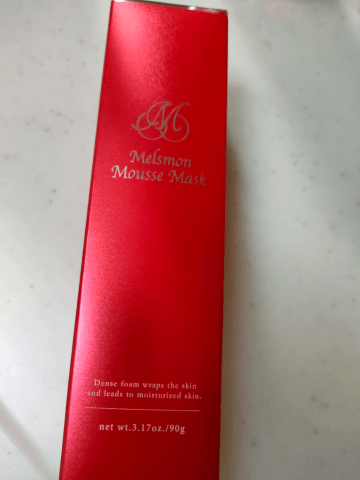 M
Melsmon
Mousse Mask
Dense foam wraps the skin
and leads to moisturized skin.
net wt.3.17oz./90g